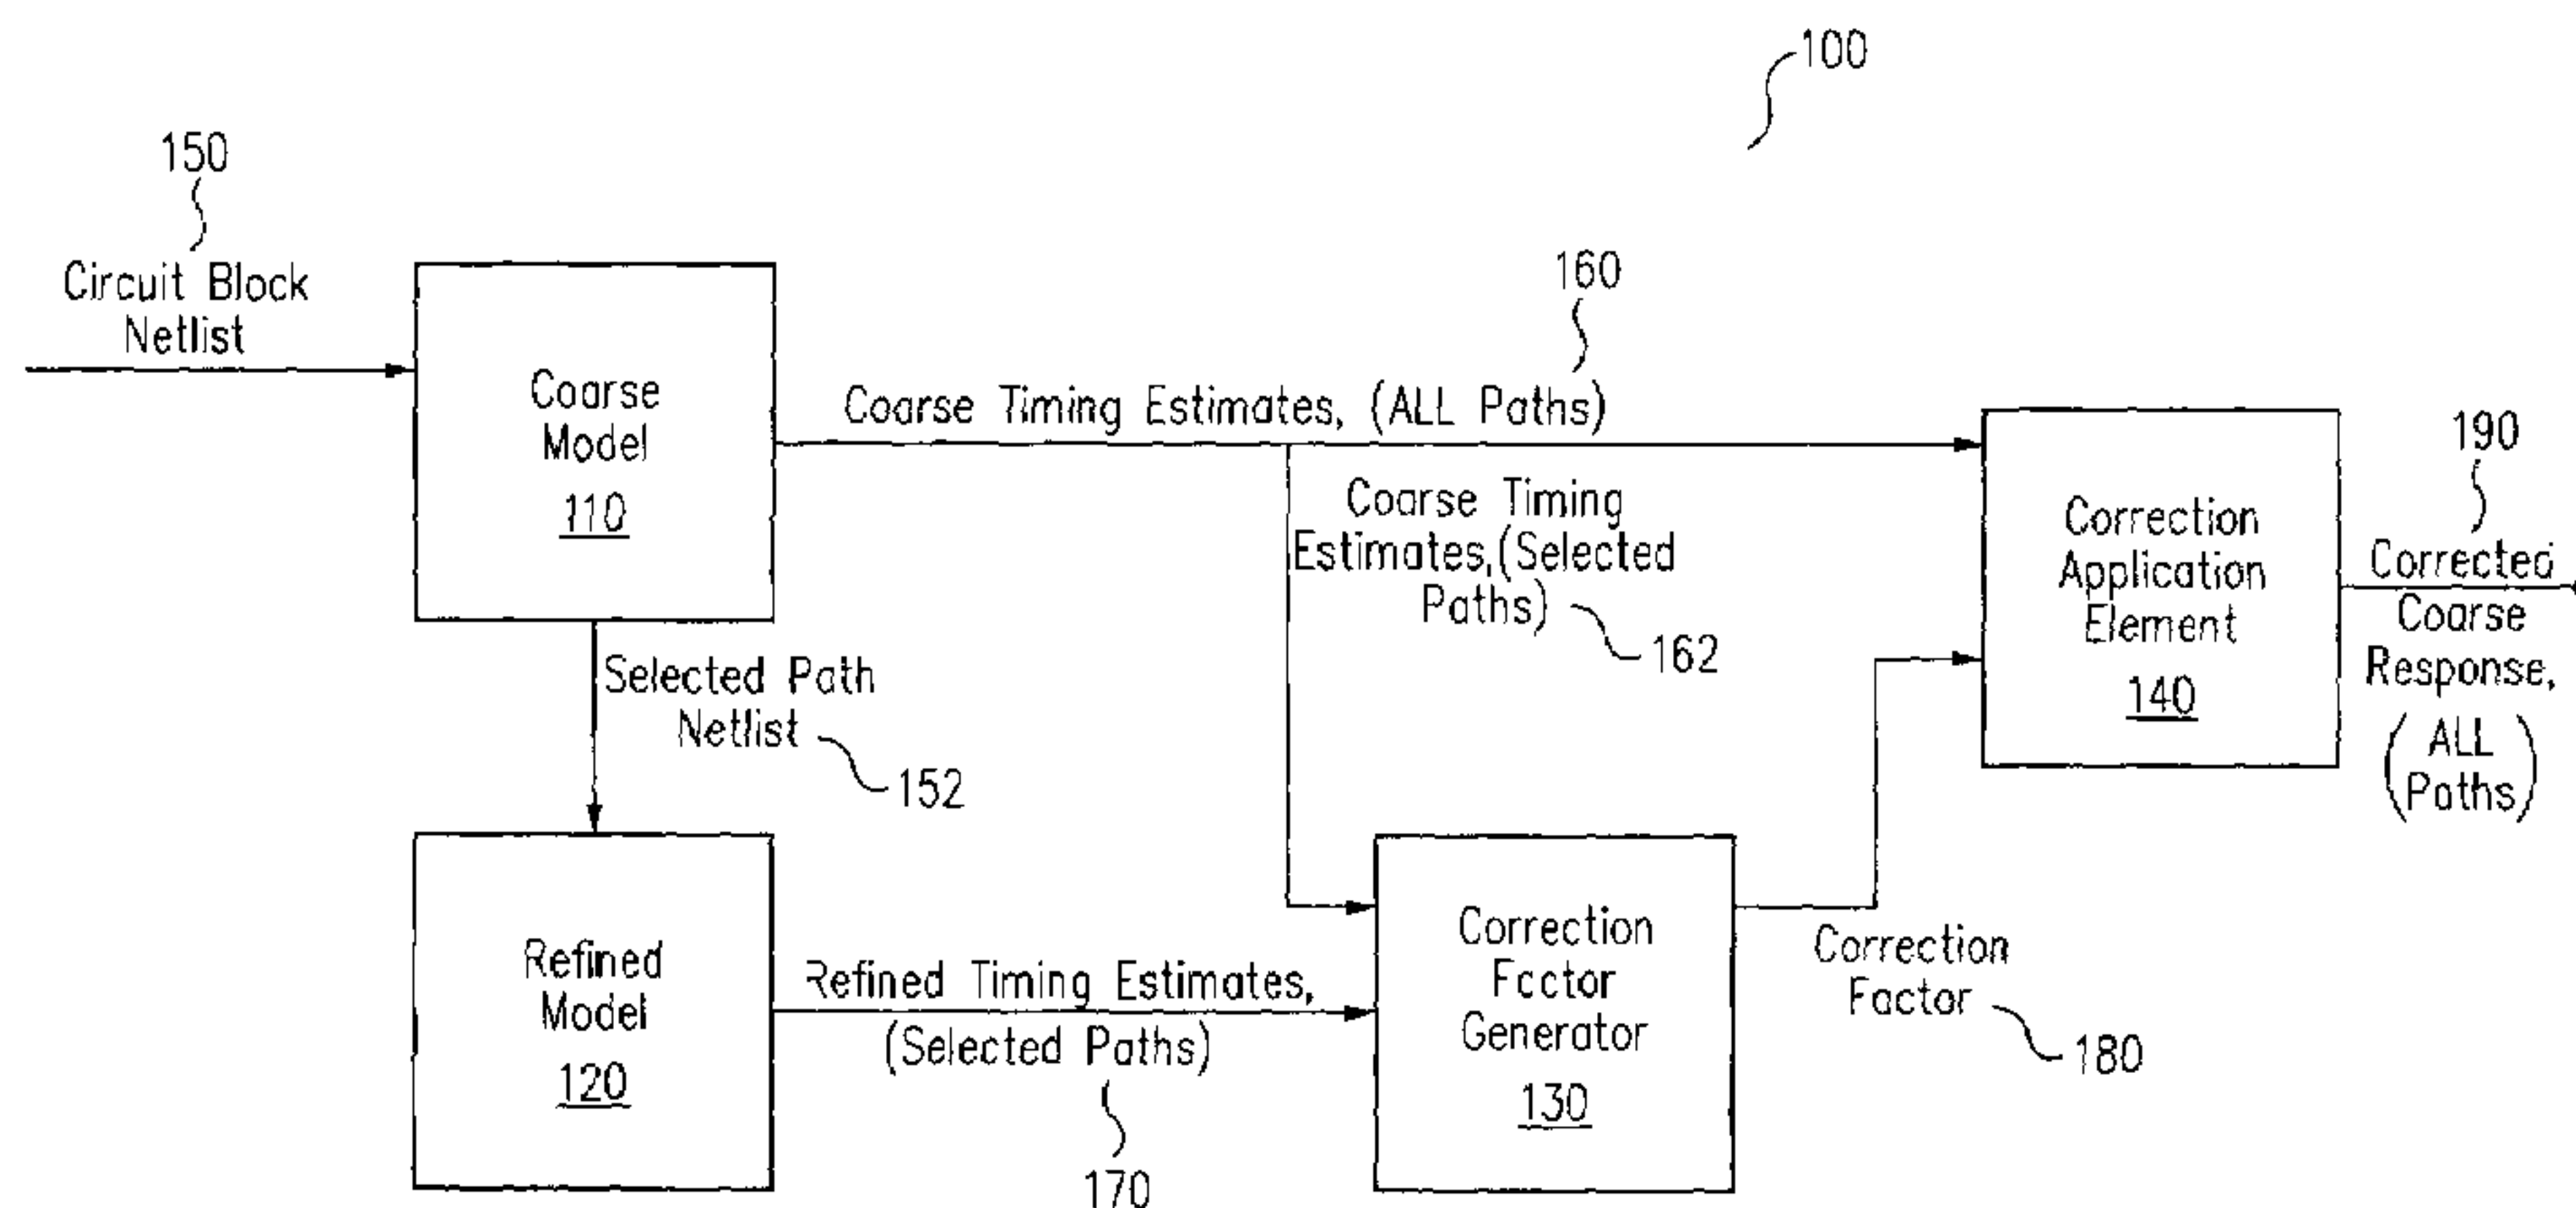 100
150
Circuit Block
Netlist
Coarse
Model
110
160
Coarse Timing Estimates, (ALL Paths)
Coarse Timing
Estimates,(Selected
Paths)
162
Correction
Application
Element
140
190
Corrected
Coarse
Response,
(ALL
Paths)
Selected Path
Netlist
152
Refined
Model
120
Refined Timing Estimates,
(Selected Paths)
170
Correction
Factor
Generator
130
Correction
Factor
180